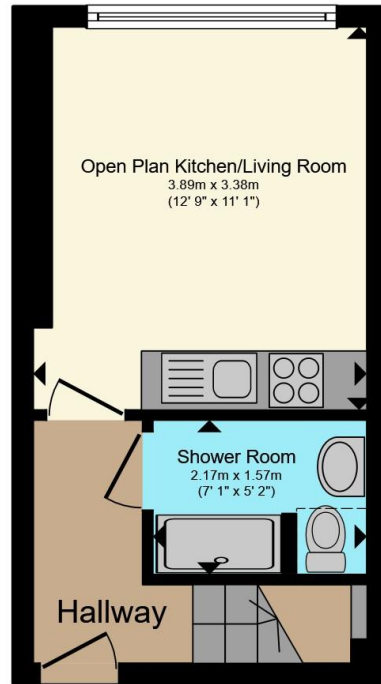 Open Plan Kitchen/Living Room
3.89m x 3.38m
(12' 9" x 11' 1")
Shower Room
2.17m x 1.57m
(7' 1" x 5' 2")
Hallway